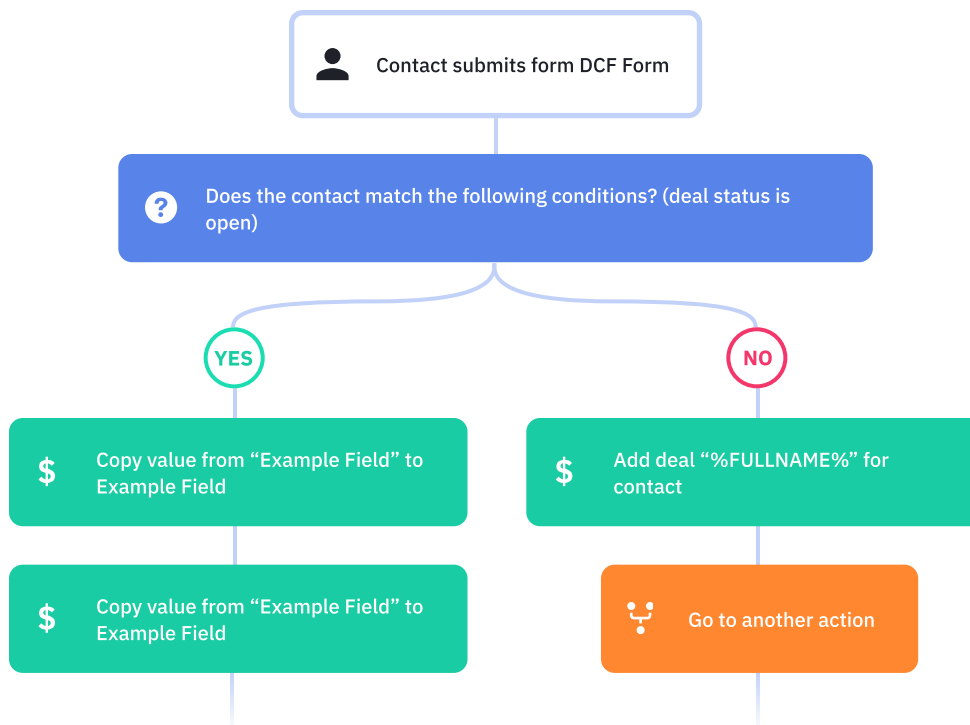 Contact submits form DCF Form
?
Does the contact match the following conditions? (deal status is
open)
YES
NO
$
Copy value from “Example Field” to
Example Field
$
Add deal “%FULLNAME%” for
contact
$
Copy value from “Example Field” to
Example Field
Go to another action